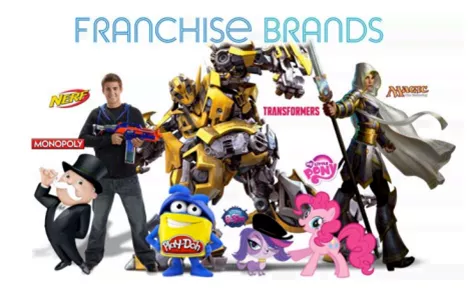 FRANCHISE BRANDS
NERF
MAGIC
TRANSFORMERS
MONOPOLY
my little PONY
Play-Doh